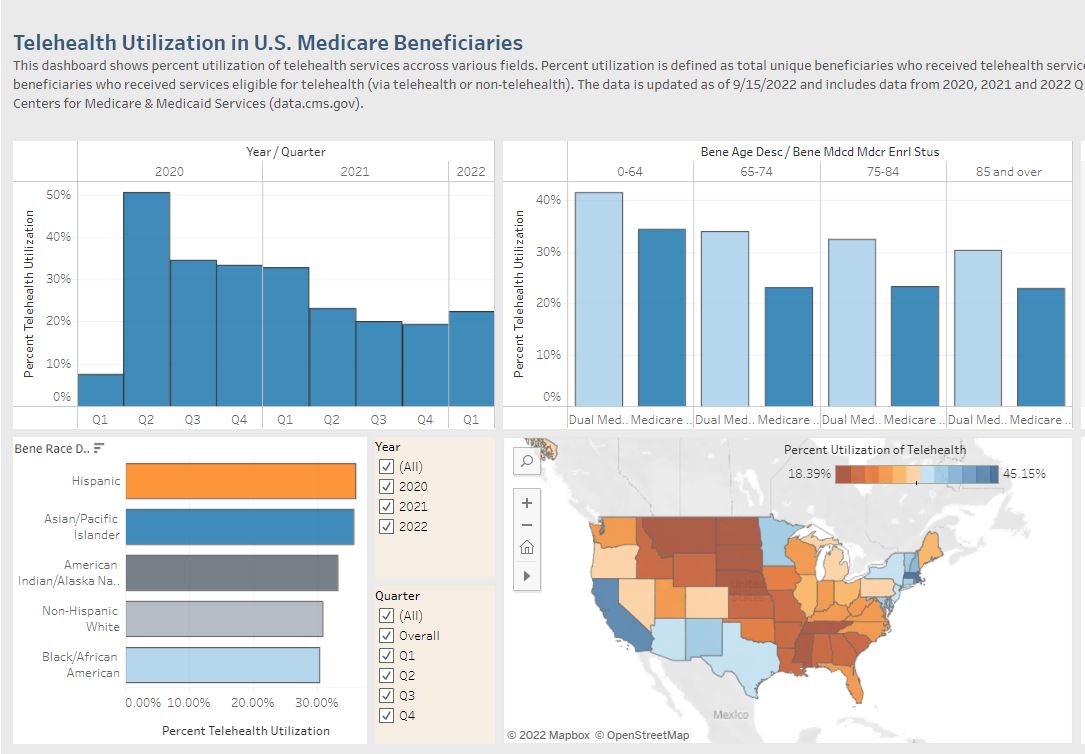 Telehealth Utilization in U.S. Medicare Beneficiaries
This dashboard shows percent utilization of telehealth services accross various fields. Percent utilization is defined as total unique beneficiaries who received telehealth service
beneficiaries who received services eligible for telehealth (via telehealth or non-telehealth). The data is updated as of 9/15/2022 and includes data from 2020, 2021 and 2022 Q
Centers for Medicare & Medicaid Services (data.cms.gov).
Year / Quarter
2020 2021 2022
Percent Telehealth Utilization
50%
40%
30%
20%
10%
0%
Q1 Q2 Q3 Q4 Q1 Q2 Q3 Q4 Q1
Bene Age Desc / Bene Mdcd Mdcr Enrl Stus
0-64 65-74 75-84 85 and over
Percent Telehealth Utilization
40%
30%
20%
10%
0%
Dual Med.. Medicare .. Dual Med.. Medicare .. Dual Med.. Medicare .. Dual Med.. Medicare ..
Bene Race D..
Hispanic
Asian/Pacific
Islander
American
Indian/Alaska Na..
Non-Hispanic
White
Black/African
American
0.00% 10.00% 20.00% 30.00%
Percent Telehealth Utilization
Year
(All)
2020
2021
2022
Quarter
(All)
Overall
Q1
Q2
Q3
Q4
Percent Utilization of Telehealth
18.39% 45.15%
United
States
Mexico
© 2022 Mapbox © OpenStreetMap